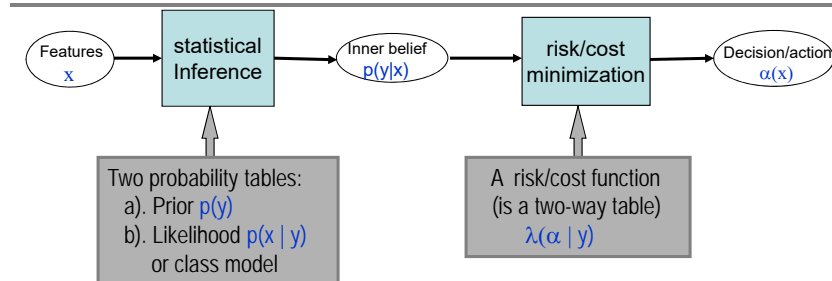 Features
x
statistical
Inference
Inner belief
p(y|x)
risk/cost
minimization
Decision/action
α(x)
Two probability tables:
a). Prior p(y)
b). Likelihood p(x | y)
or class model
A risk/cost function
(is a two-way table)
λ(α | y)